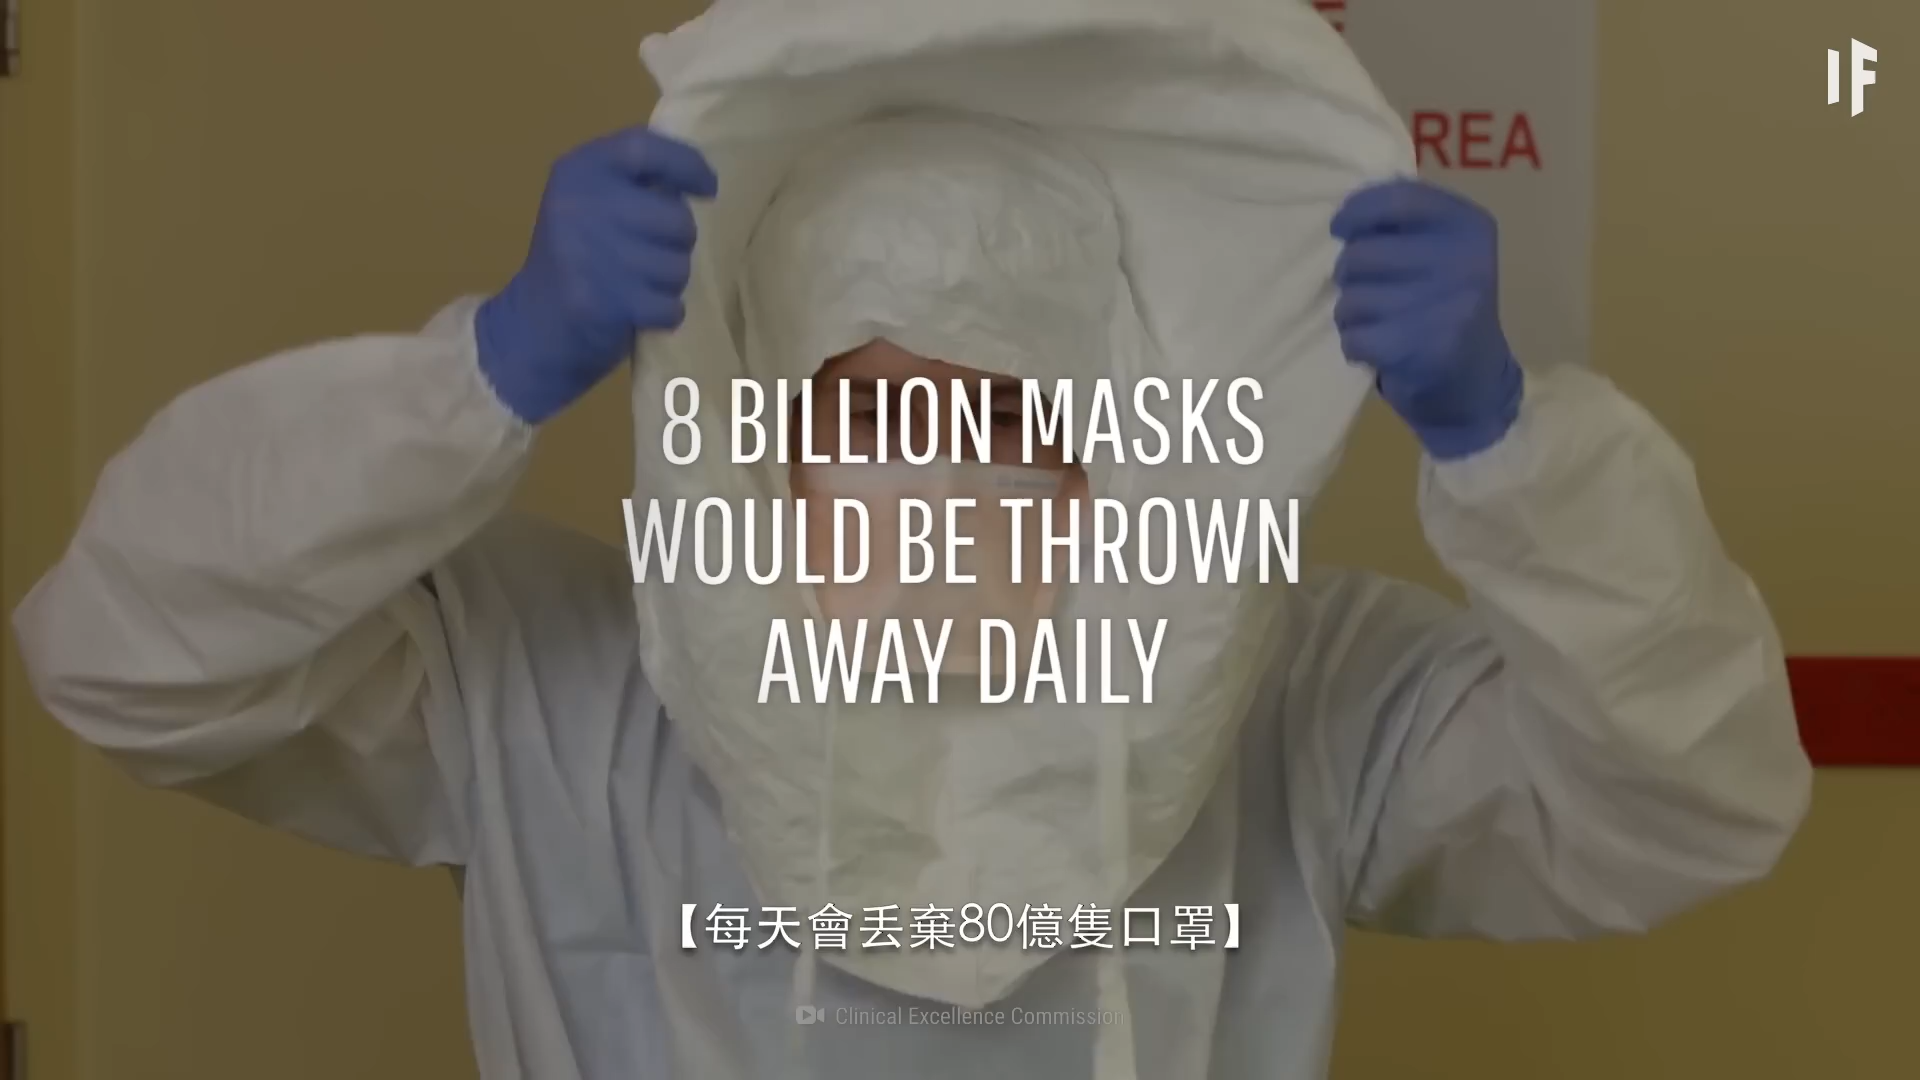 IF
REA
8 BILLION MASKS
WOULD BE THROWN
AWAY DAILY
【每天會丟棄80億隻口罩】
Clinical Excellence Commission